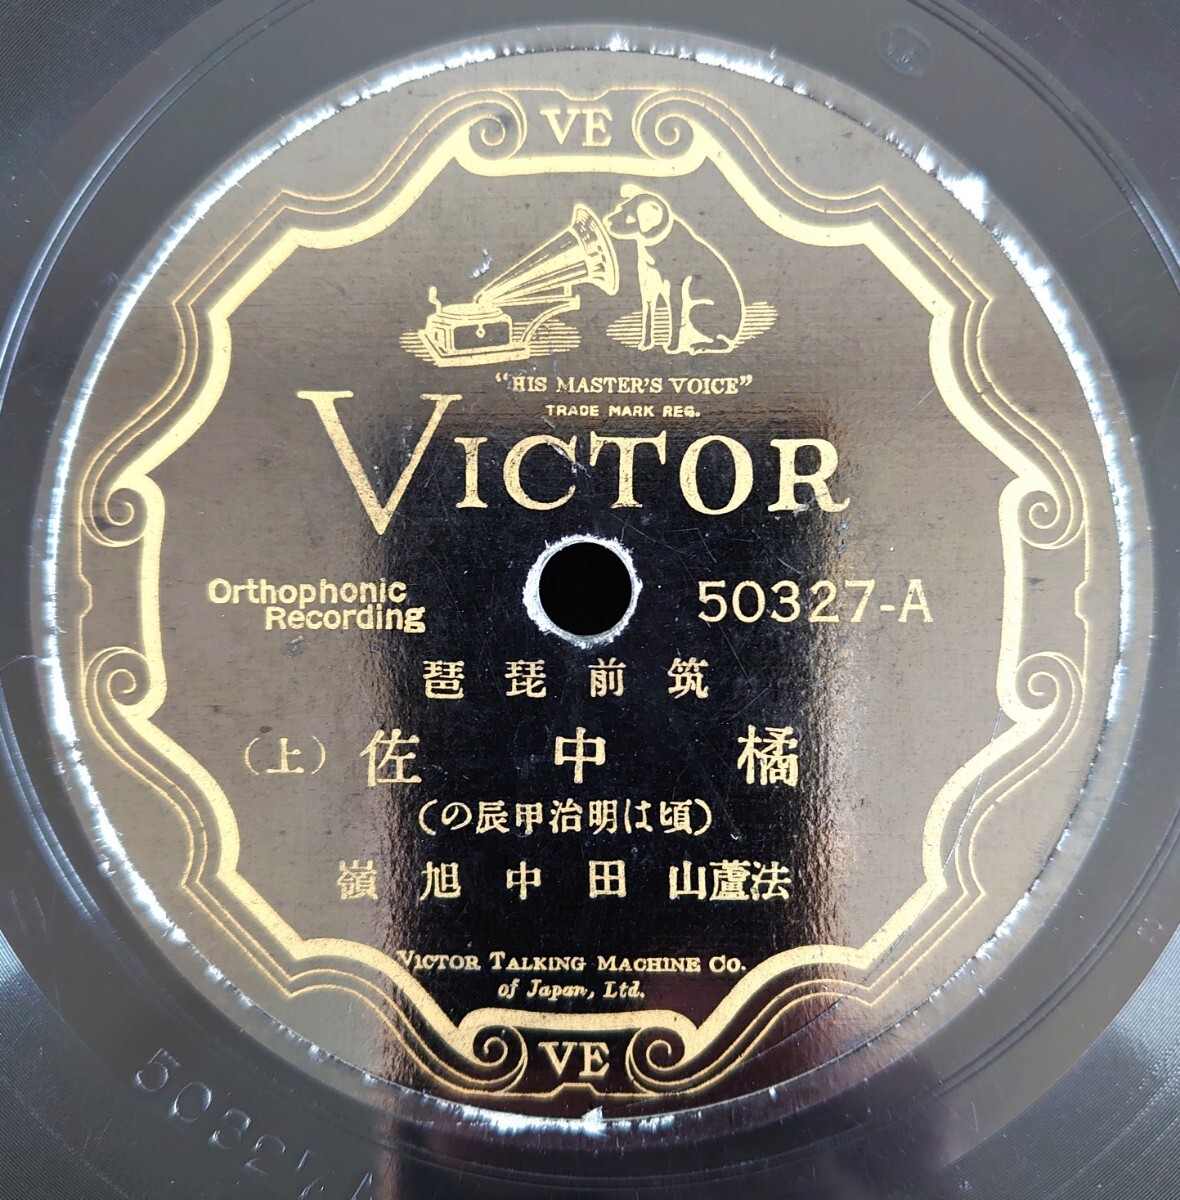 VE
"HIS MASTER'S VOICE"
TRADE MARK REG.
VICTOR
Orthophonic
Recording
50327-A
筑前琵琶
橘中佐(上)
(頃は明治甲辰の)
法蘆山田中旭嶺
VICTOR TALKING MACHINE CO.
of Japan, Ltd.
VE
50327A
VE